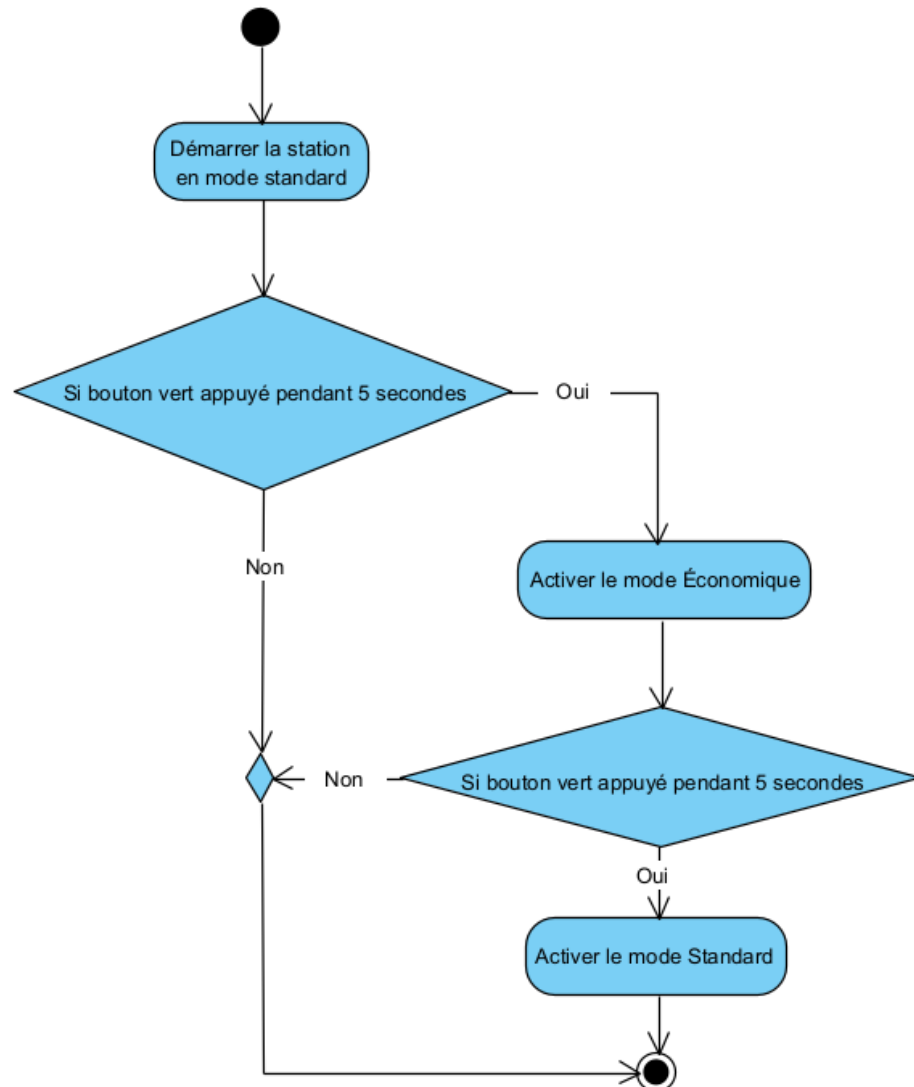 Démarrer la station
en mode standard
Si bouton vert appuyé pendant 5 secondes
Oui
Non
Activer le mode Économique
Si bouton vert appuyé pendant 5 secondes
Non
Oui
Activer le mode Standard